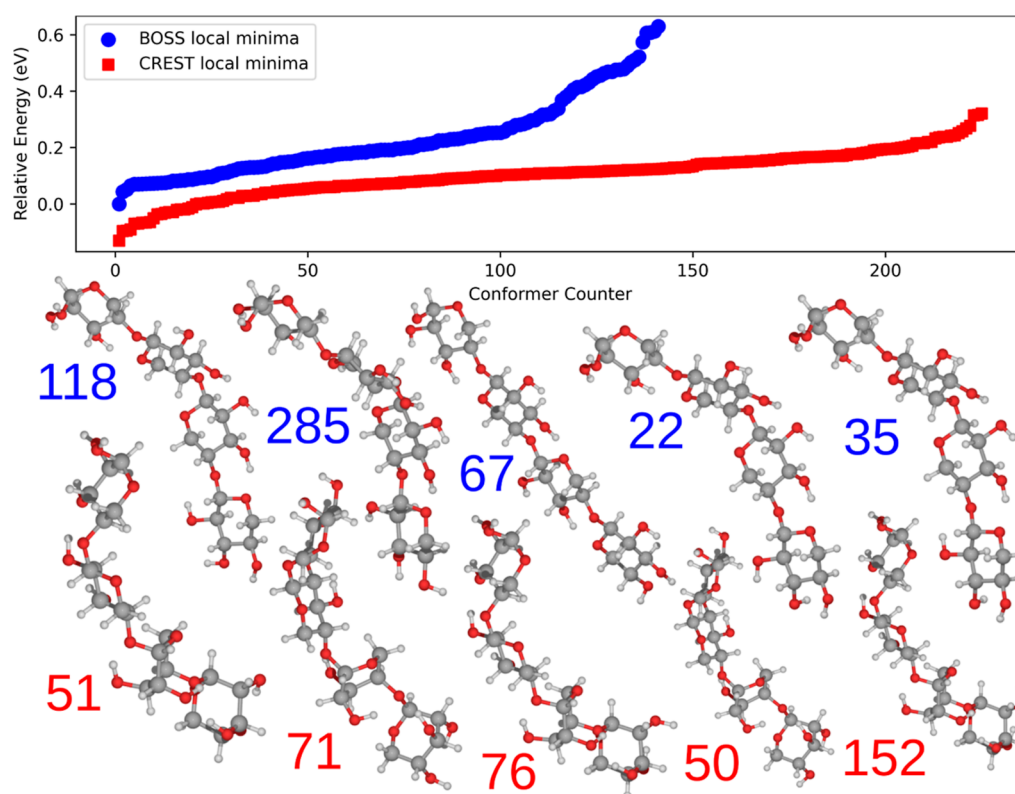 0.6
0.4
0.2
0.0
Relative Energy (eV)
BOSS local minima
CREST local minima
0 50 100 150 200
Conformer Counter
118
285
67
22
35
51
71
76
50
152